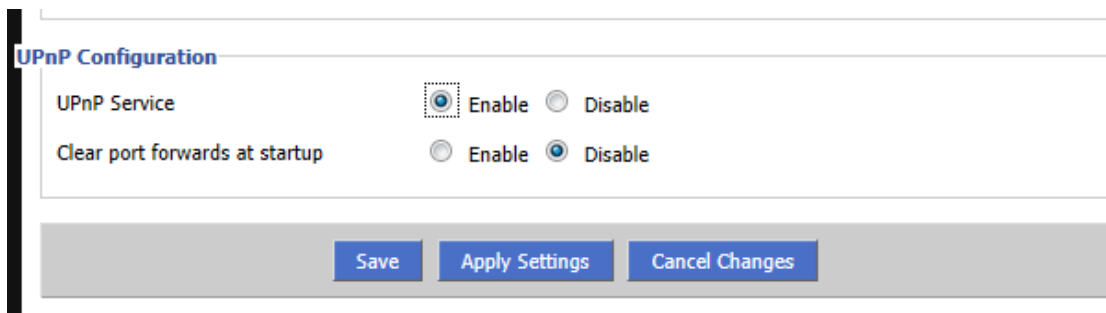 UPnP Configuration
UPnP Service Enable Disable
Clear port forwards at startup Enable Disable
Save Apply Settings Cancel Changes